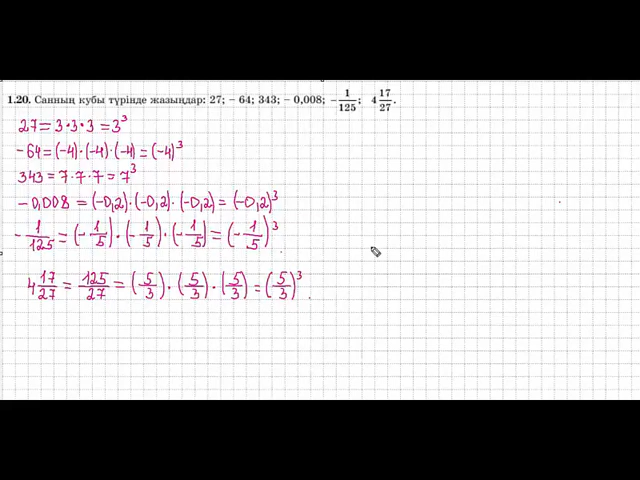 1.20. Санның кубы түрінде жазыңдар: 27; – 64; 343; – 0,008; –1/125; 4 17/27.
27 = 3 * 3 * 3 = 3³
-64 = (-4)·(-4)·(-4) = (-4)³
343 = 7·7·7 = 7³
-0,008 = (-0,2)·(-0,2)·(-0,2) = (-0,2)³
-1/125 = (-1/5)·(-1/5)·(-1/5) = (-1/5)³
4 17/27 = 125/27 = (5/3)·(5/3)·(5/3) = (5/3)³.